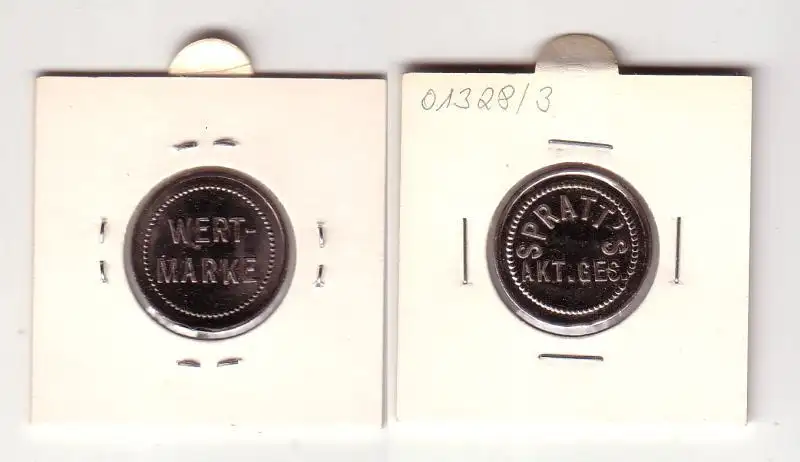 WERT-
MARKE
01328/3
SPRATT'S
AKT.GES.